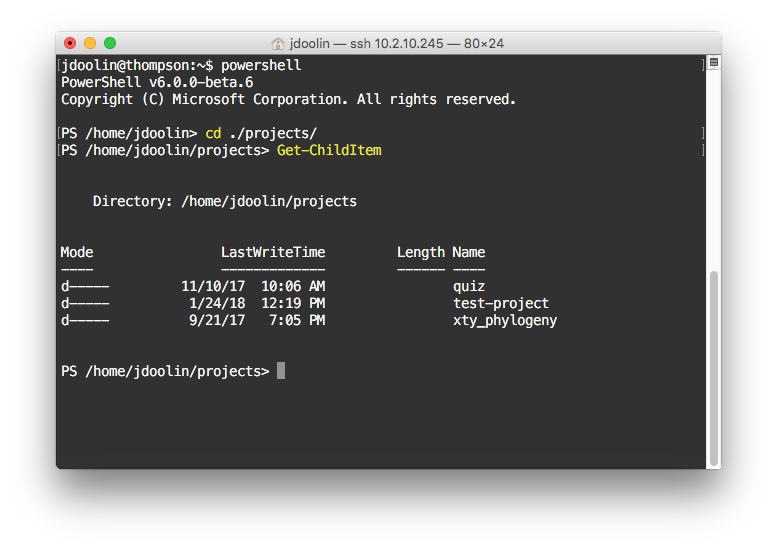 jdoolin — ssh 10.2.10.245 — 80×24
[jdoolin@thompson:~$ powershell ]
PowerShell v6.0.0-beta.6
Copyright (C) Microsoft Corporation. All rights reserved.
[PS /home/jdoolin> cd ./projects/ ]
[PS /home/jdoolin/projects> Get-ChildItem ]
Directory: /home/jdoolin/projects
Mode LastWriteTime Length Name
---- ------------- ------ ----
d----- 11/10/17 10:06 AM quiz
d----- 1/24/18 12:19 PM test-project
d----- 9/21/17 7:05 PM xty_phylogeny
PS /home/jdoolin/projects>